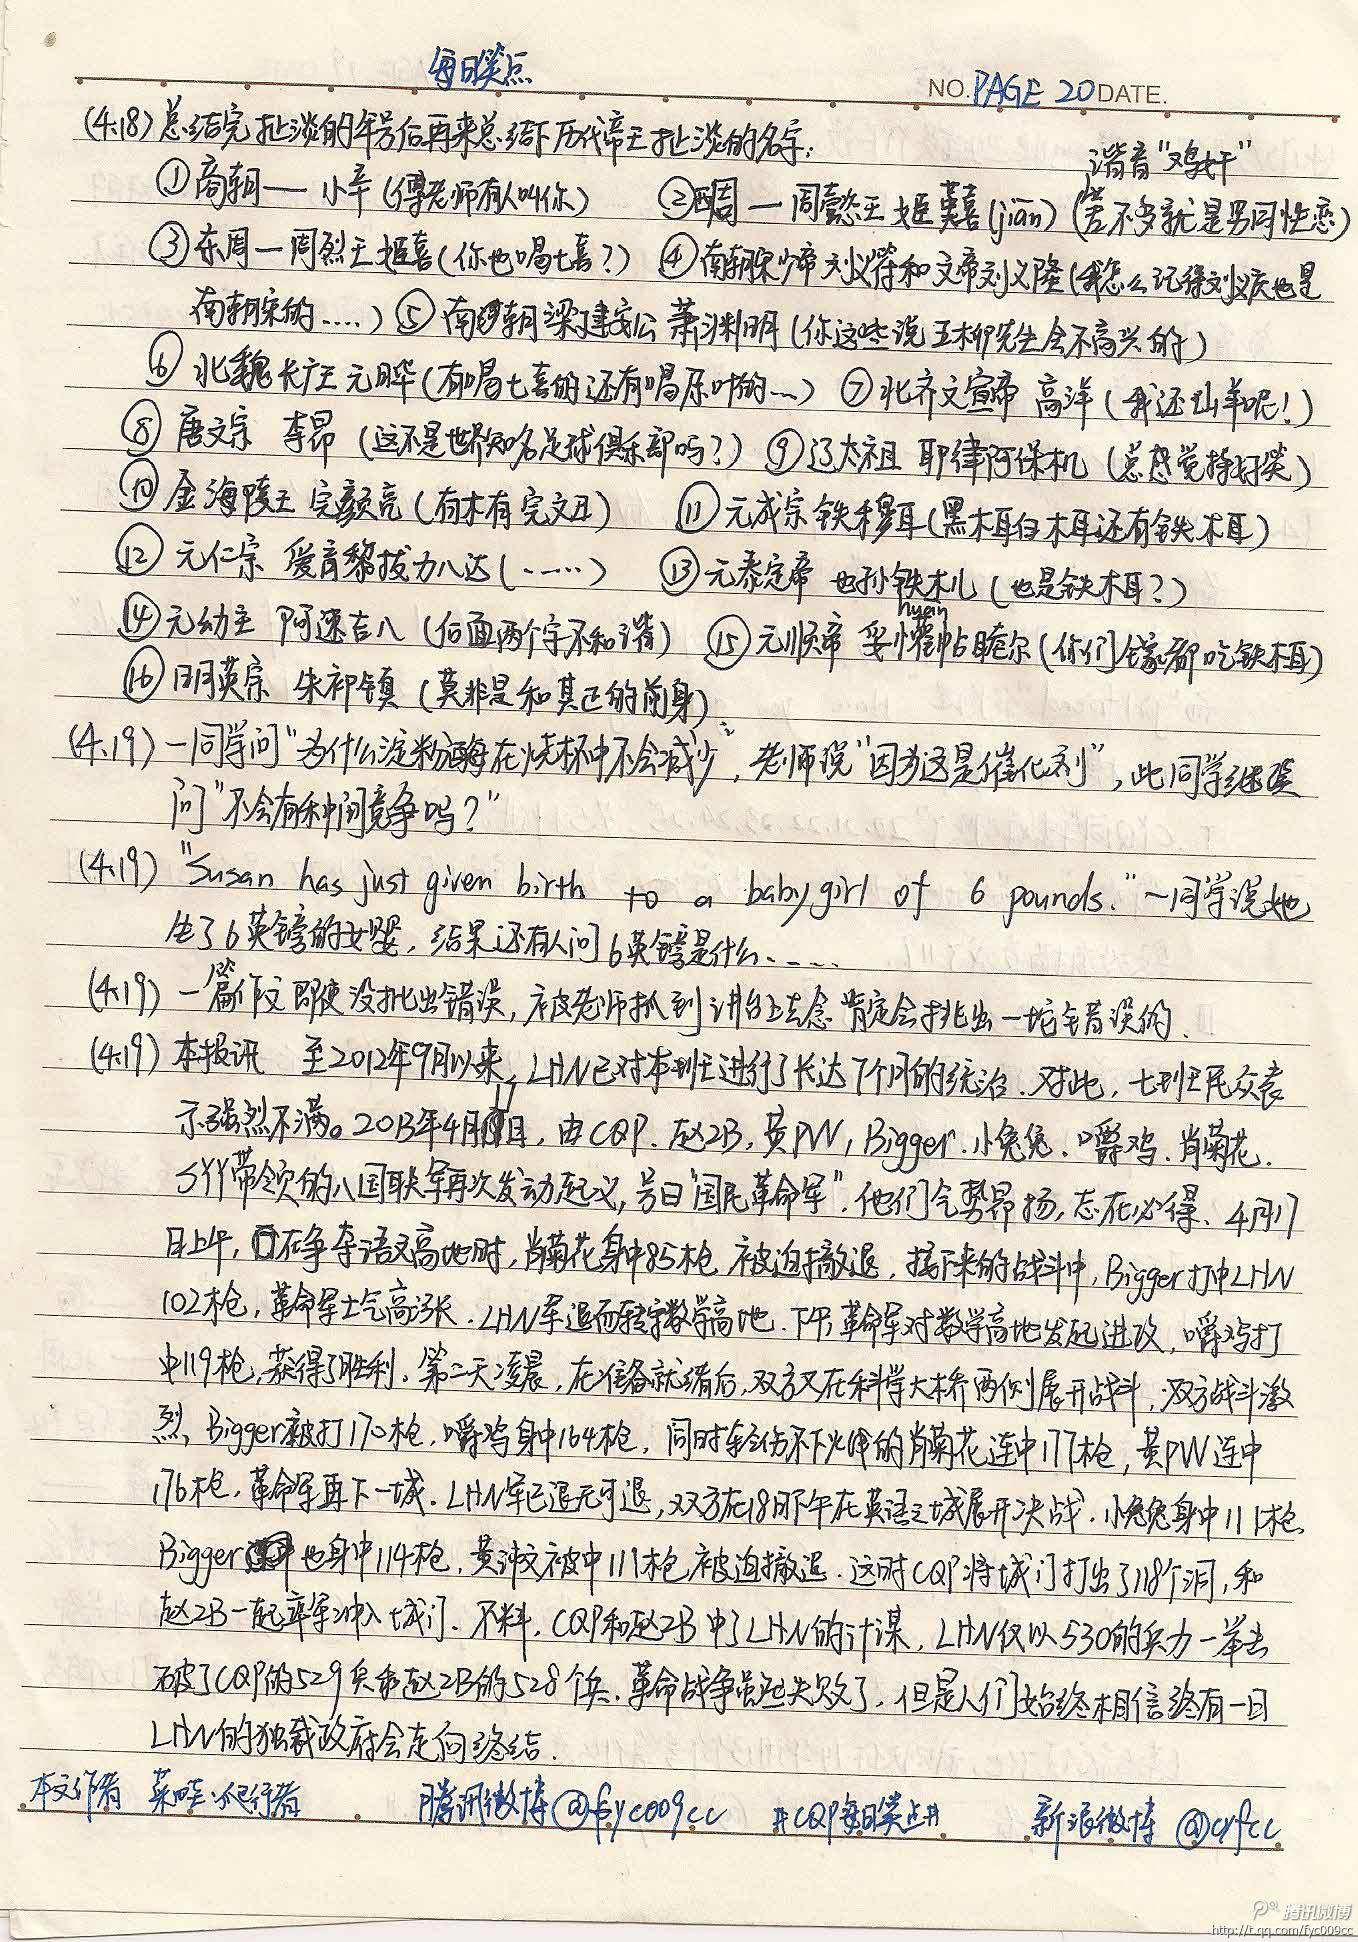 每日笑点
NO. PAGE 20 DATE.
(4.18) 总结完扯淡的年号后再来总结下历代帝王扯淡的名字:
谐音"鸡奸"
①商朝——小辛(傅老师有人叫你) ②西周——周懿王 姬囏(jiān)(差不多就是男同性恋)
③东周—周烈王姬喜(你也喝七喜?) ④南朝宋少帝刘义符和文帝刘义隆(我怎么记得刘义庆也是
南朝宋的……) ⑤南朝梁建安公 萧渊明(你这些说五柳先生会不高兴的)
⑥北魏长广王 元晔(有喝七喜的还有喝尿叶的…) ⑦北齐文宣帝 高洋(我还山羊呢!)
⑧唐文宗 李昂(这不是世界知名足球俱乐部吗?) ⑨辽太祖 耶律阿保机(总感觉挺好笑)
⑩金海陵王 完颜亮(有木有完文丑) ⑪元成宗铁穆耳(黑木耳白木耳还有铁木耳)
⑫元仁宗 爱育黎拔力八达(……) ⑬元泰定帝 也孙铁木儿(也是铁木耳?)
huan
⑭元幼主 阿速吉八(后面两个字不和谐) ⑮元顺帝 妥懽帖睦尔(你们全家都吃铁木耳)
⑯明英宗 朱祁镇(莫非是和其正的前身)
(4.19) 一同学问"为什么淀粉酶在烧杯中不会减少",老师说"因为这是催化剂",此同学继续
问"不会有种间竞争吗?"
(4.19) "Susan has just given birth to a baby girl of 6 pounds." 一同学说她
生了6英镑的女婴,结果还有人问6英镑是什么……
(4.19) 一篇作文即使没批出错误,被老师抓到讲台上去念肯定会挑出一坨错误的.
(4.19) 本报讯 至2012年9月以来,LHN已对本班王进行了长达7个月的统治.对此,七班王民众表
示强烈不满。2013年4月17日,由CQP.赵2B,黄PW,Bigger.小兔兔.嚼鸡.肖菊花.
SYY带领的八国联军再次发动起义,号曰"国民革命军".他们气势昂扬,志在必得.4月17
日上午,在争夺语文高地时,肖菊花身中85枪 被迫撤退.接下来的战斗中,Bigger打中LHN
102枪,革命军士气高涨.LHN军退而转守数学高地.下午革命军对数学高地发起进攻,嚼鸡打
中119枪,获得了胜利.第二天凌晨,在准备就绪后,双方又在科学大桥两侧展开战斗,双方战斗激
烈,Bigger被打170枪.嚼鸡身中164枪,同时轻伤不下火线的肖菊花连中177枪,黄PW连中
176枪,革命军再下一城.LHN军已退无可退,双方在18日下午在英语之城展开决战.小兔兔身中111枪,
Bigger也身中114枪,黄沛文被中111枪,被迫撤退.这时CQP将城门打出了118个洞,和
赵2B一起率军冲入城门.不料,CQP和赵2B中了LHN的计谋,LHN仅以530的兵力一举击
破了CQP的529兵和赵2B的528个兵.革命战争虽然失败了,但是人们始终相信终有一日
LHN的独裁政府会走向终结.
本文作者 菜哇・爬行者 腾讯微博@fyc009cc #CQP每日笑点# 新浪微博 @cyfcc
腾讯微博
http://t.qq.com/fyc009cc